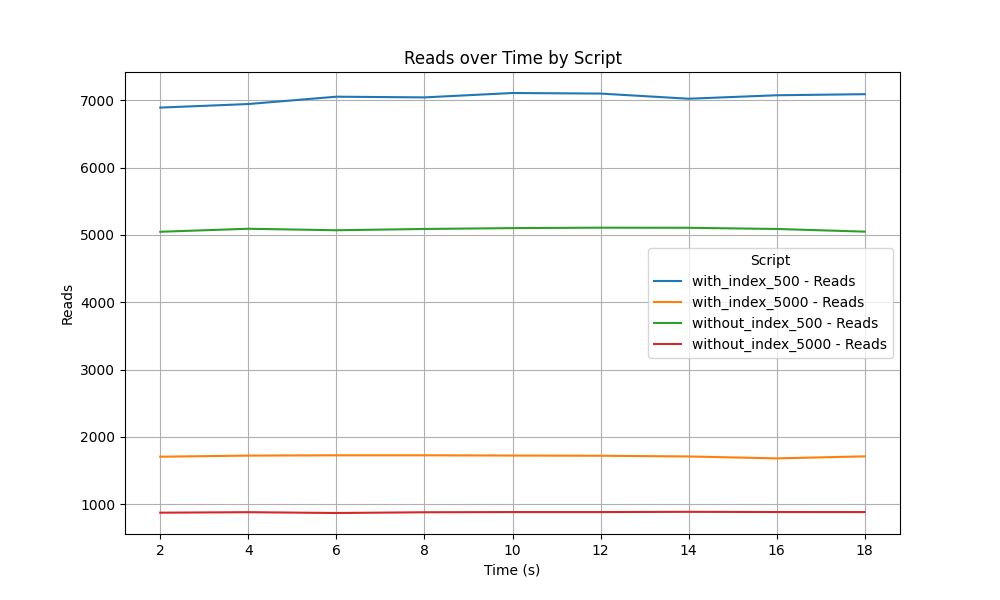 Reads over Time by Script
7000
6000
5000
4000
3000
2000
1000
Reads
Script
with_index_500 - Reads
with_index_5000 - Reads
without_index_500 - Reads
without_index_5000 - Reads
2 4 6 8 10 12 14 16 18
Time (s)